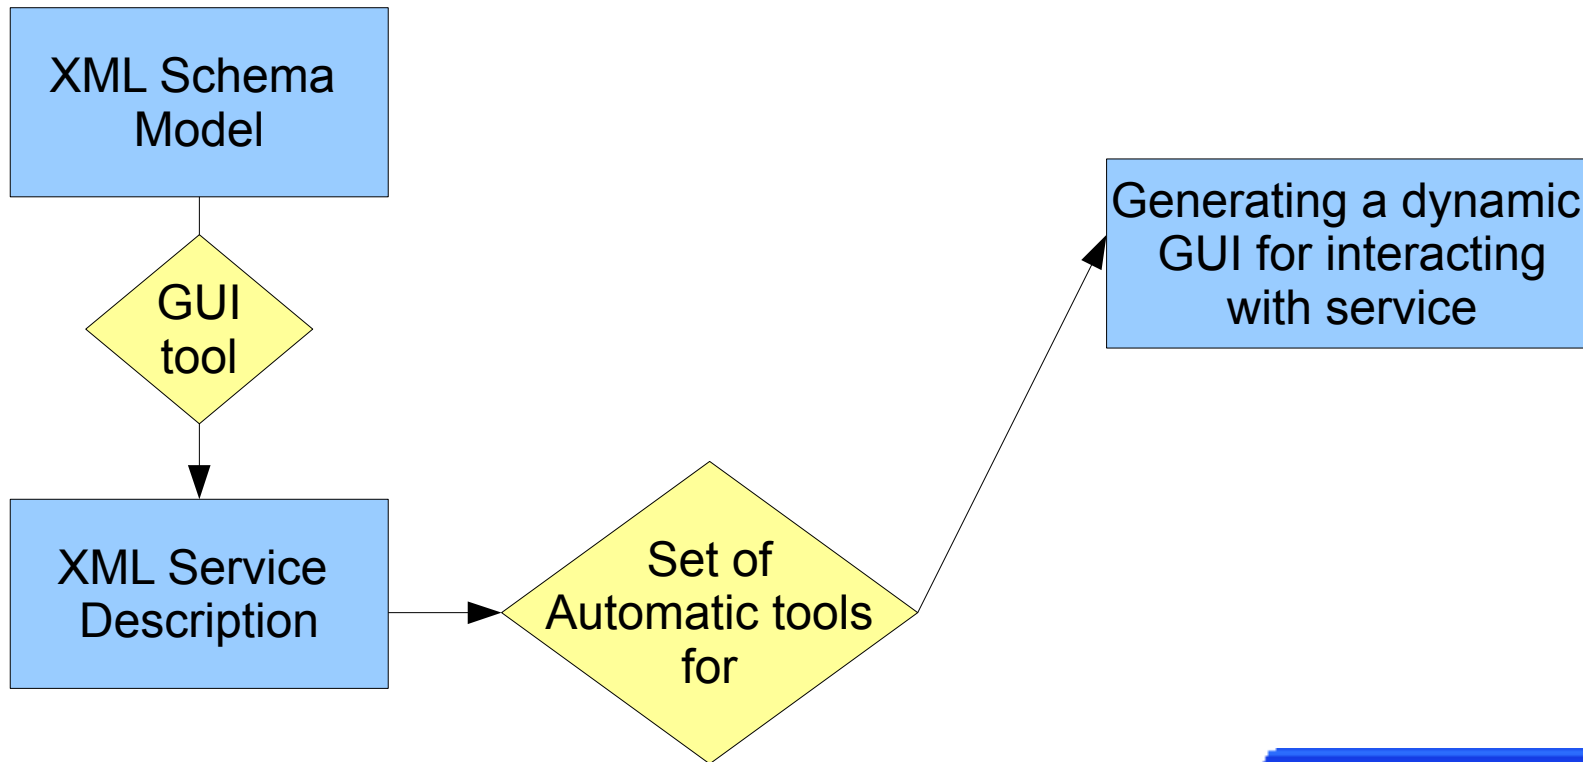 XML Schema
Model
GUI
tool
XML Service
Description
Set of
Automatic tools
for
Generating a dynamic
GUI for interacting
with service